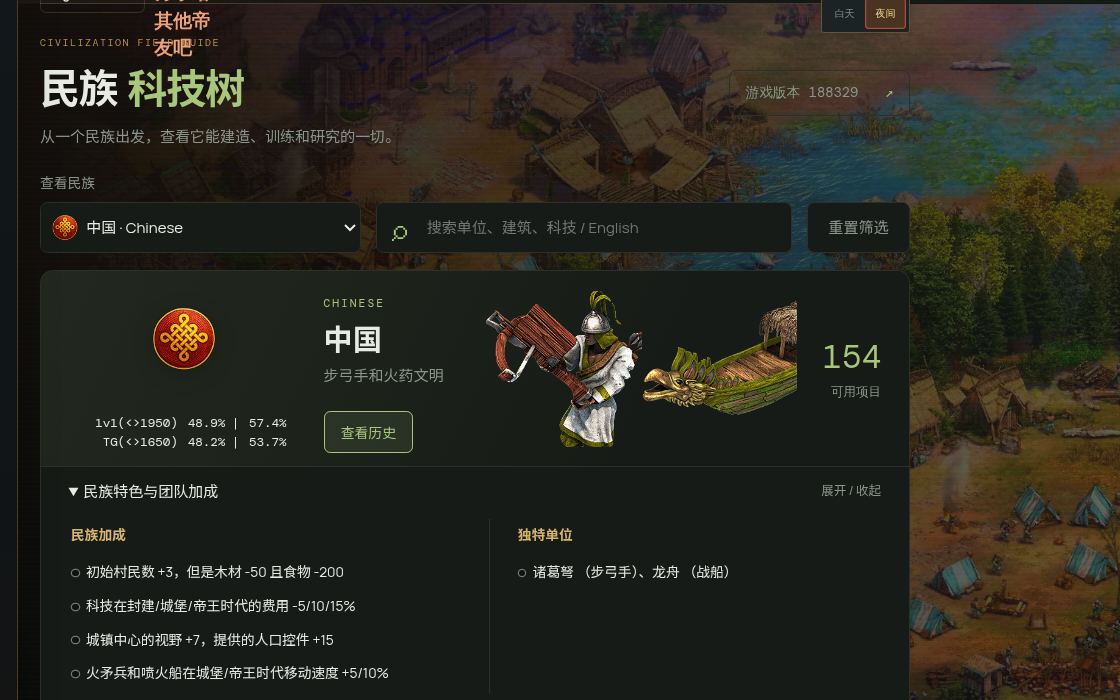 其他帝
友吧
白天
夜间
CIVILIZATION FIELD GUIDE
民族 科技树
游戏版本 188329 ↗
从一个民族出发，查看它能建造、训练和研究的一切。
查看民族
中国 · Chinese
搜索单位、建筑、科技 / English
重置筛选
CHINESE
中国
步弓手和火药文明
154
可用项目
1v1(<>1950) 48.9% | 57.4%
TG(<>1650) 48.2% | 53.7%
查看历史
▼ 民族特色与团队加成
展开 / 收起
民族加成
初始村民数 +3，但是木材 -50 且食物 -200
科技在封建/城堡/帝王时代的费用 -5/10/15%
城镇中心的视野 +7，提供的人口控件 +15
火矛兵和喷火船在城堡/帝王时代移动速度 +5/10%
独特单位
诸葛弩 （步弓手）、龙舟 （战船）